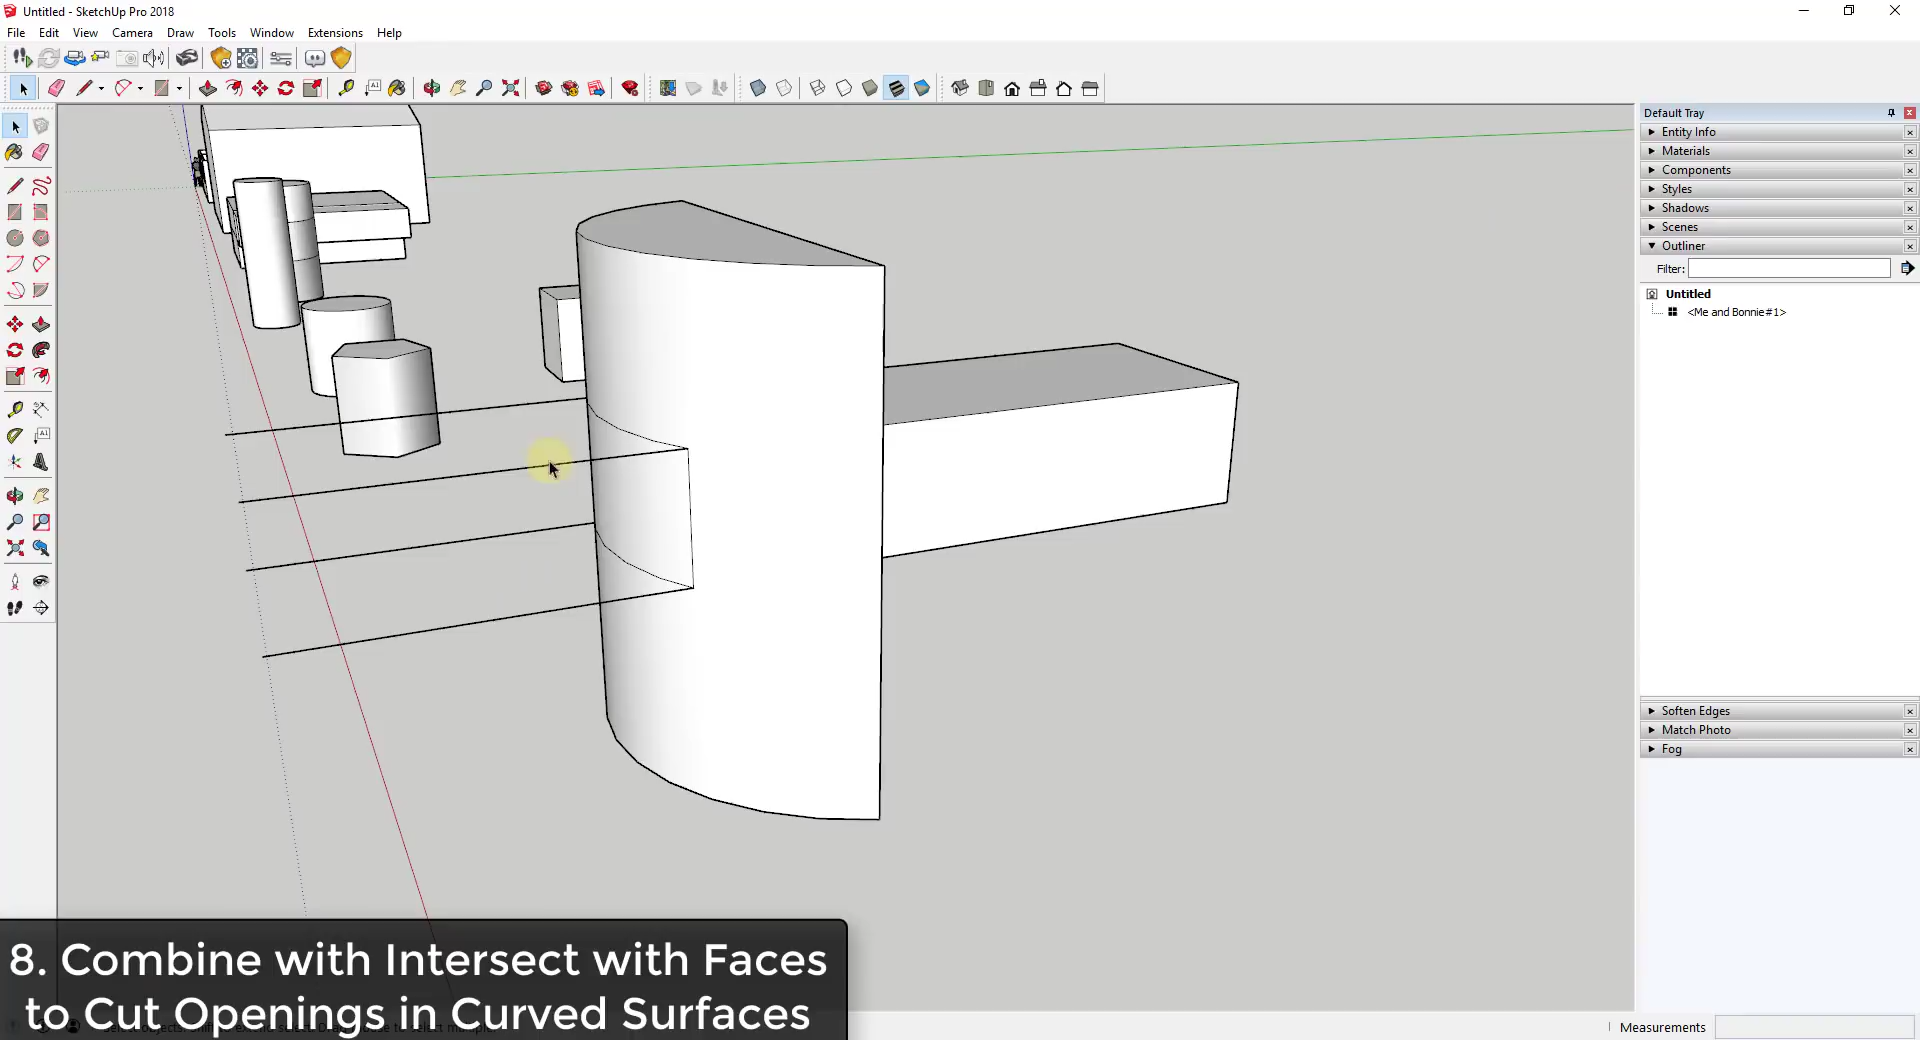 Untitled - SketchUp Pro 2018
File Edit View Camera Draw Tools Window Extensions Help
Default Tray
Entity Info
Materials
Components
Styles
Shadows
Scenes
Outliner
Filter:
Untitled
<Me and Bonnie#1>
Soften Edges
Match Photo
Fog
8. Combine with Intersect with Faces
to Cut Openings in Curved Surfaces
Measurements